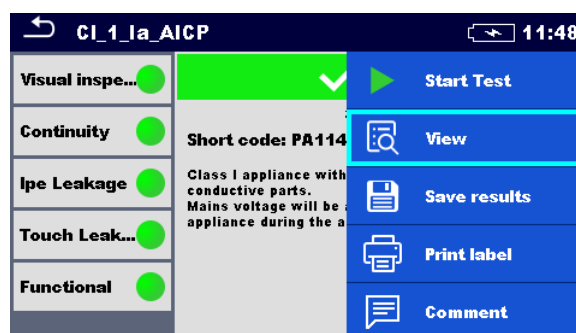 CI_1_Ia_AICP
11:48
Visual inspe...
Continuity
Ipe Leakage
Touch Leak...
Functional
Short code: PA114
Class I appliance with
conductive parts.
Mains voltage will be
appliance during the a
Start Test
View
Save results
Print label
Comment